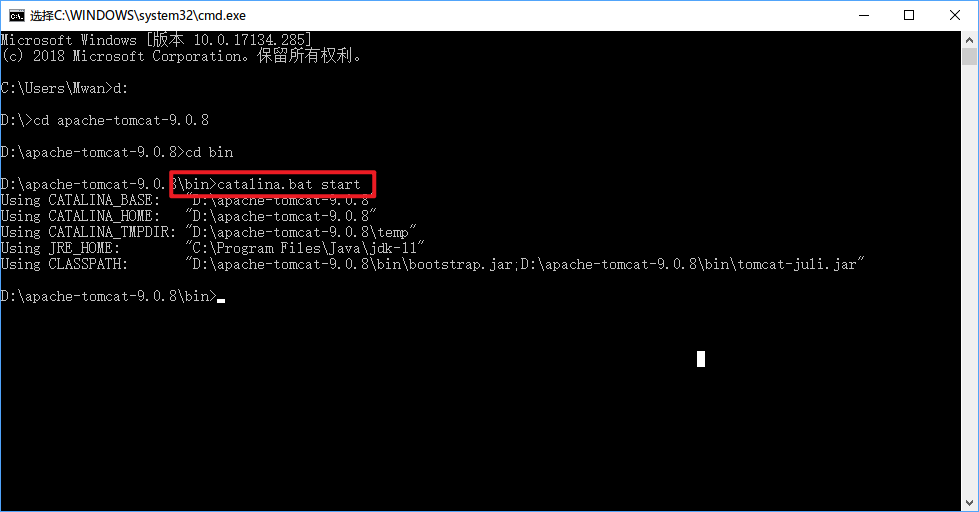 选择C:\WINDOWS\system32\cmd.exe
Microsoft Windows [版本 10.0.17134.285]
(c) 2018 Microsoft Corporation。保留所有权利。
C:\Users\Mwan>d:
D:\>cd apache-tomcat-9.0.8
D:\apache-tomcat-9.0.8>cd bin
D:\apache-tomcat-9.0.8\bin>catalina.bat start
Using CATALINA_BASE:   "D:\apache-tomcat-9.0.8"
Using CATALINA_HOME:   "D:\apache-tomcat-9.0.8"
Using CATALINA_TMPDIR: "D:\apache-tomcat-9.0.8\temp"
Using JRE_HOME:        "C:\Program Files\Java\jdk-11"
Using CLASSPATH:       "D:\apache-tomcat-9.0.8\bin\bootstrap.jar;D:\apache-tomcat-9.0.8\bin\tomcat-juli.jar"
D:\apache-tomcat-9.0.8\bin>